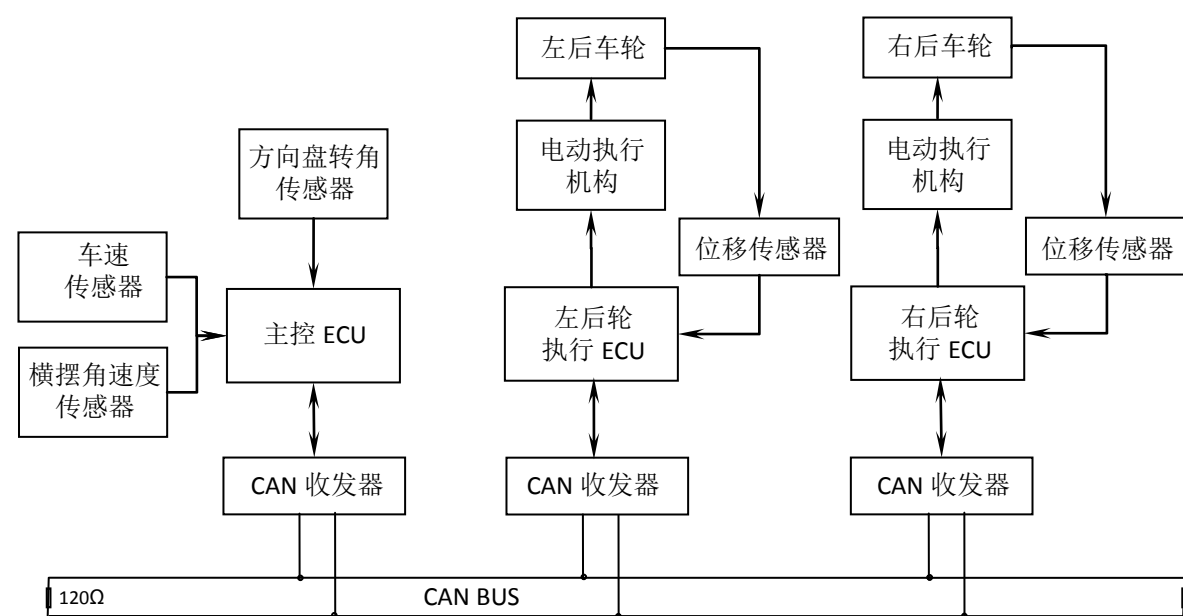 左后车轮
右后车轮
方向盘转角
传感器
电动执行
机构
电动执行
机构
车速
传感器
位移传感器
位移传感器
主控 ECU
左后轮
执行 ECU
右后轮
执行 ECU
横摆角速度
传感器
CAN 收发器
CAN 收发器
CAN 收发器
120Ω
CAN BUS